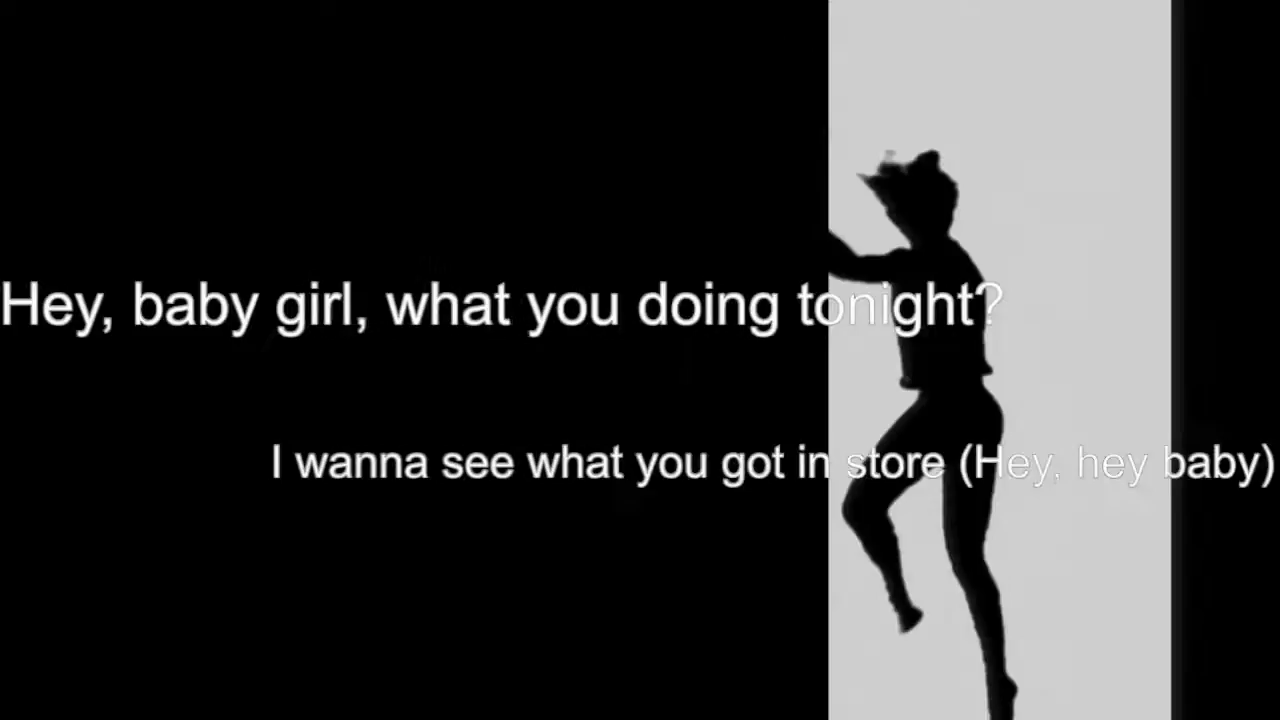 Hey, baby girl, what you doing tonight?
I wanna see what you got in store (Hey, hey baby)